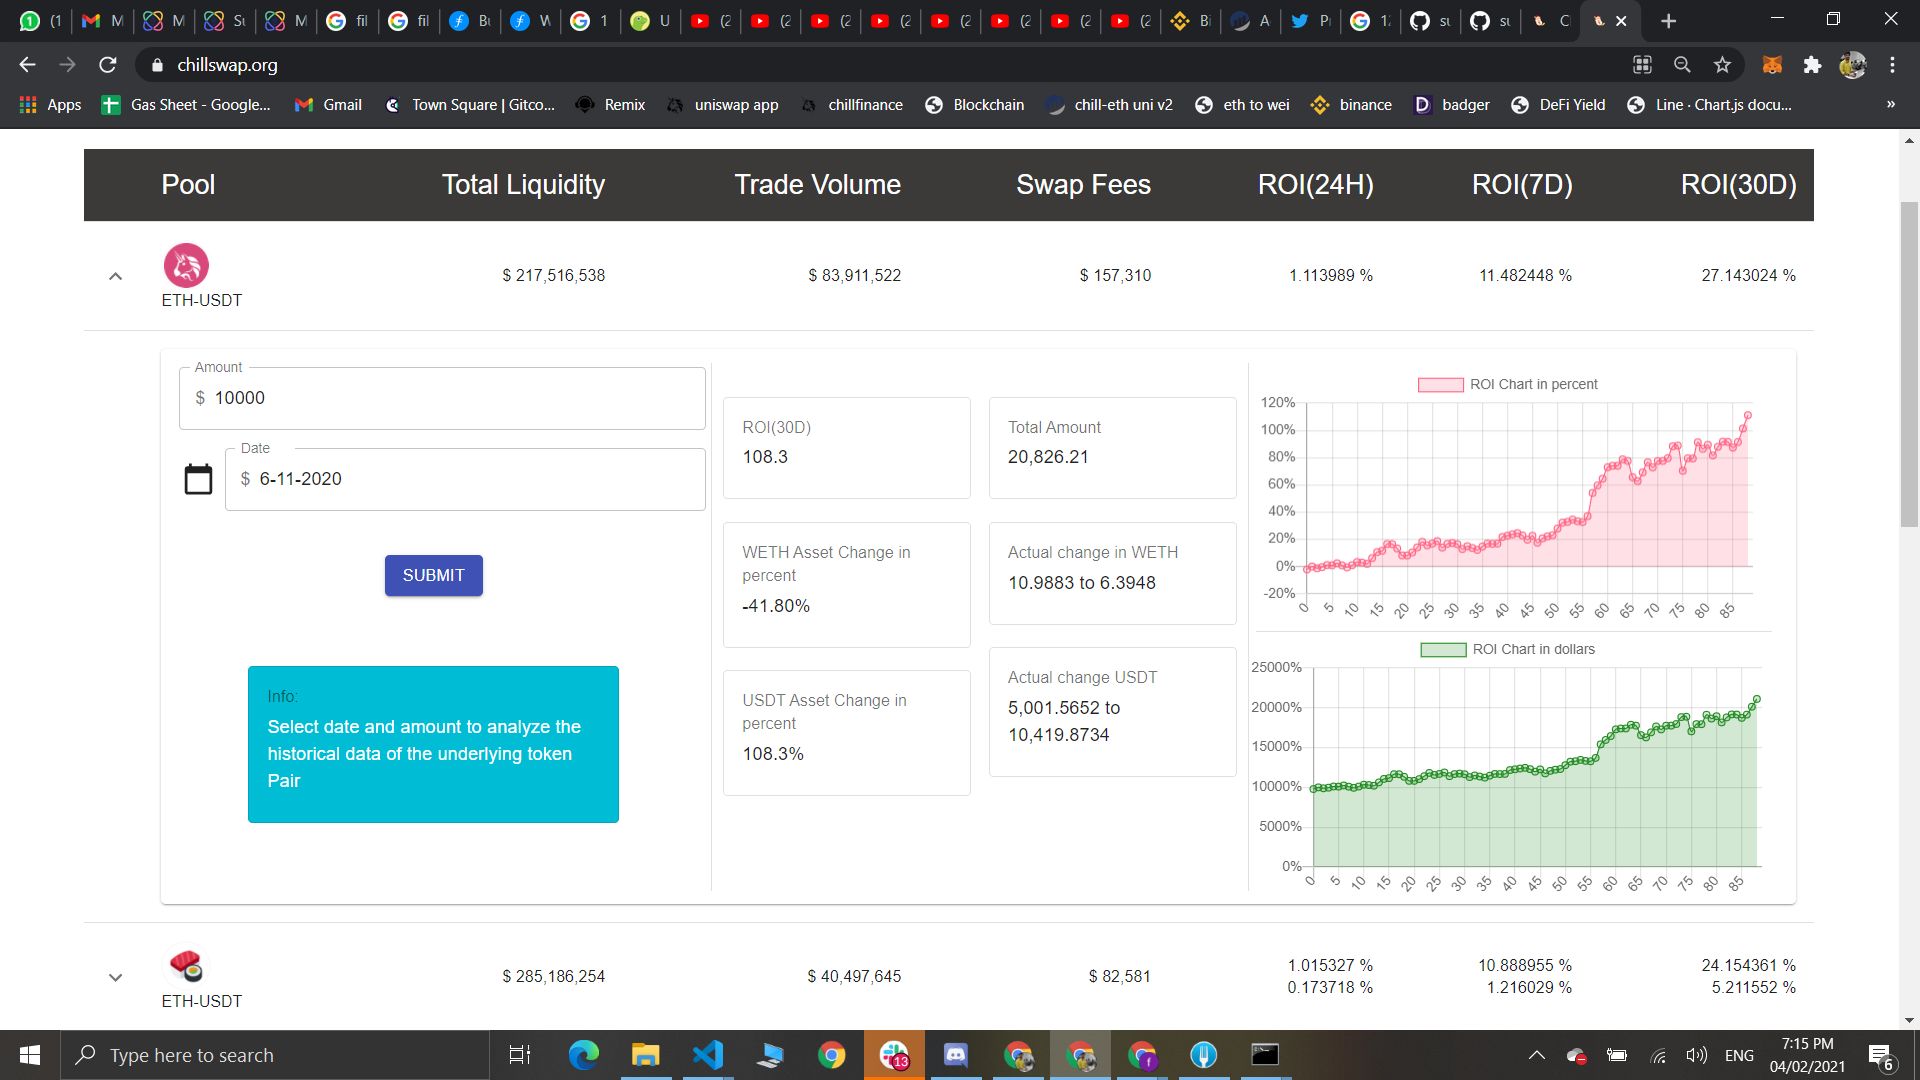 (1
M
M
Su
M
fil
fil
Bu
W
1
U
(2
(2
(2
(2
(2
(2
(2
(2
Bi
A
Pr
12
su
su
C
chillswap.org
Apps
Gas Sheet - Google...
Gmail
Town Square | Gitco...
Remix
uniswap app
chillfinance
Blockchain
chill-eth uni v2
eth to wei
binance
badger
DeFi Yield
Line · Chart.js docu...
»
Pool Total Liquidity Trade Volume Swap Fees ROI(24H) ROI(7D) ROI(30D)
$ 217,516,538 $ 83,911,522 $ 157,310 1.113989 % 11.482448 % 27.143024 %
ETH-USDT
Amount
$ 10000
Date
$ 6-11-2020
SUBMIT
Info:
Select date and amount to analyze the
historical data of the underlying token
Pair
ROI(30D)
108.3
WETH Asset Change in
percent
-41.80%
USDT Asset Change in
percent
108.3%
Total Amount
20,826.21
Actual change in WETH
10.9883 to 6.3948
Actual change USDT
5,001.5652 to
10,419.8734
ROI Chart in percent
120%
100%
80%
60%
40%
20%
0%
-20%
0 5 10 15 20 25 30 35 40 45 50 55 60 65 70 75 80 85
ROI Chart in dollars
25000%
20000%
15000%
10000%
5000%
0%
0 5 10 15 20 25 30 35 40 45 50 55 60 65 70 75 80 85
$ 285,186,254 $ 40,497,645 $ 82,581 1.015327 % 10.888955 % 24.154361 %
0.173718 % 1.216029 % 5.211552 %
ETH-USDT
Type here to search
13
f
ENG
7:15 PM
04/02/2021
6